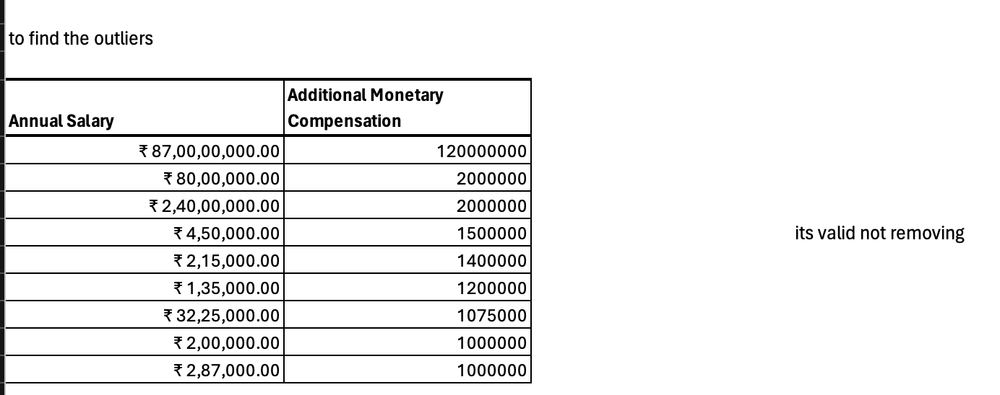 to find the outliers
Annual Salary Additional Monetary Compensation
₹ 87,00,00,000.00 120000000
₹ 80,00,000.00 2000000
₹ 2,40,00,000.00 2000000
₹ 4,50,000.00 1500000 its valid not removing
₹ 2,15,000.00 1400000
₹ 1,35,000.00 1200000
₹ 32,25,000.00 1075000
₹ 2,00,000.00 1000000
₹ 2,87,000.00 1000000